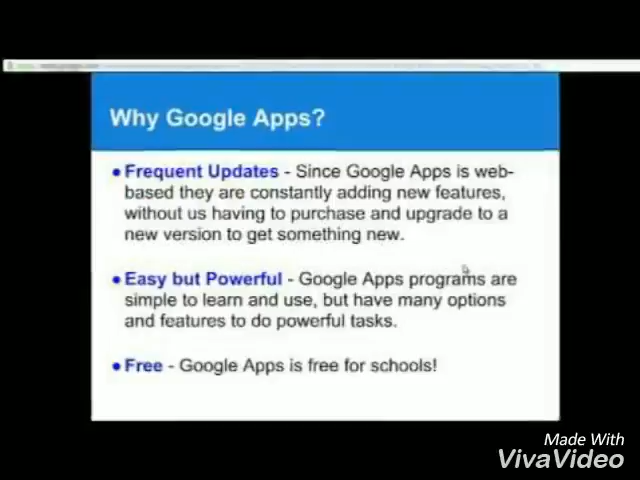 Why Google Apps?
● Frequent Updates - Since Google Apps is web-
based they are constantly adding new features,
without us having to purchase and upgrade to a
new version to get something new.
● Easy but Powerful - Google Apps programs are
simple to learn and use, but have many options
and features to do powerful tasks.
● Free - Google Apps is free for schools!
Made With
VivaVideo